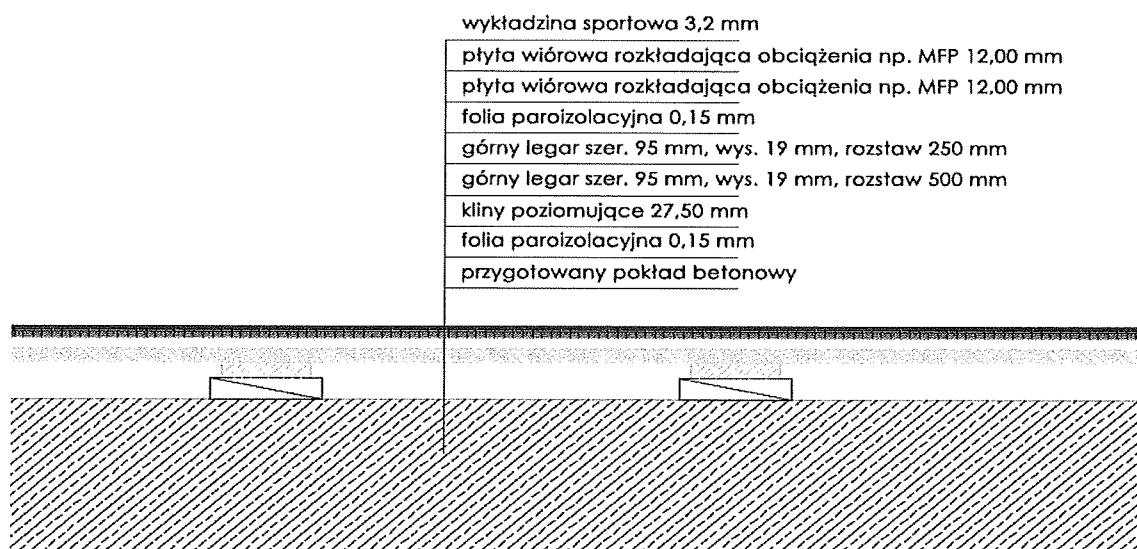 wykładzina sportowa 3,2 mm
płyta wiórowa rozkładająca obciążenia np. MFP 12,00 mm
płyta wiórowa rozkładająca obciążenia np. MFP 12,00 mm
folia paroizolacyjna 0,15 mm
górny legar szer. 95 mm, wys. 19 mm, rozstaw 250 mm
górny legar szer. 95 mm, wys. 19 mm, rozstaw 500 mm
kliny poziomujące 27,50 mm
folia paroizolacyjna 0,15 mm
przygotowany pokład betonowy